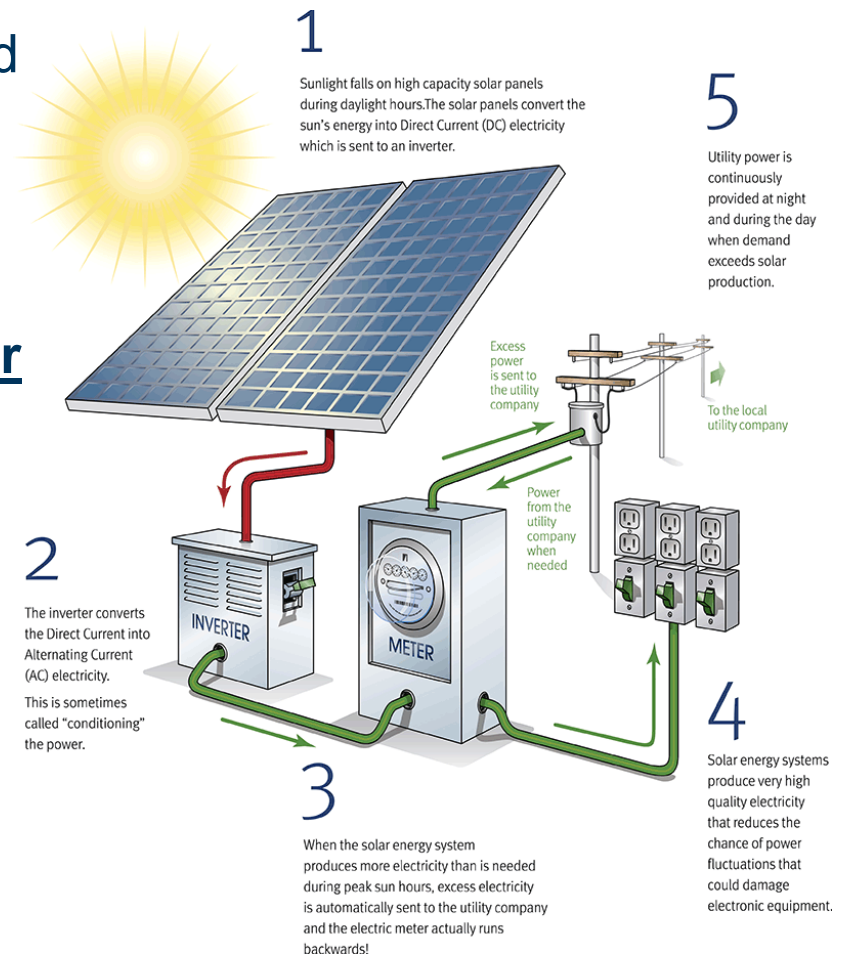 d
1
Sunlight falls on high capacity solar panels
during daylight hours.The solar panels convert the
sun's energy into Direct Current (DC) electricity
which is sent to an inverter.
5
Utility power is
continuously
provided at night
and during the day
when demand
exceeds solar
production.
r
Excess
power
is sent to
the utility
company
To the local
utility company
Power
from the
utility
company
when
needed
2
The inverter converts
the Direct Current into
Alternating Current
(AC) electricity.
This is sometimes
called “conditioning”
the power.
INVERTER
METER
3
When the solar energy system
produces more electricity than is needed
during peak sun hours, excess electricity
is automatically sent to the utility company
and the electric meter actually runs
backwards!
4
Solar energy systems
produce very high
quality electricity
that reduces the
chance of power
fluctuations that
could damage
electronic equipment.